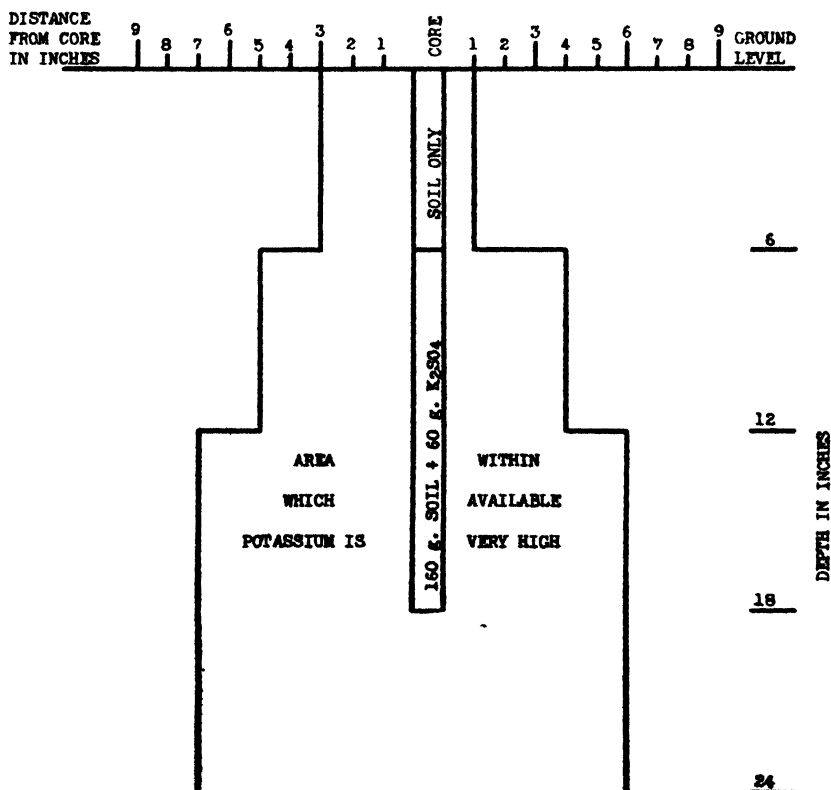 DISTANCE
FROM CORE
IN INCHES
9 8 7 6 5 4 3 2 1
CORE
1 2 3 4 5 6 7 8 9
GROUND
LEVEL
SOIL ONLY
6
160 g. SOIL + 60 g. K2SO4
12
AREA WITHIN
WHICH AVAILABLE
POTASSIUM IS VERY HIGH
DEPTH IN INCHES
18
24